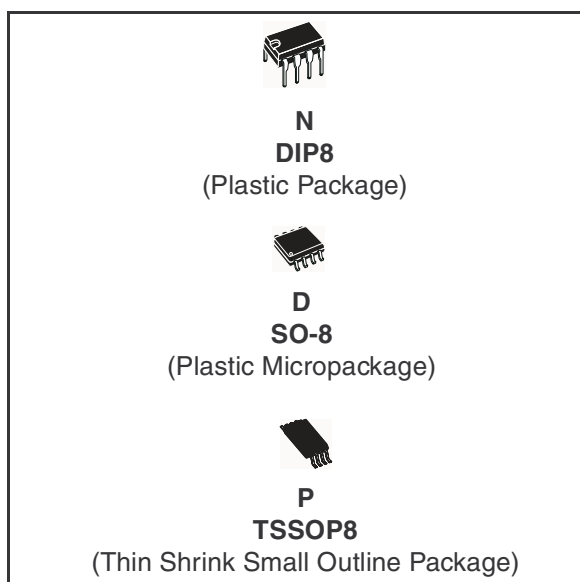 N
DIP8
(Plastic Package)
D
SO-8
(Plastic Micropackage)
P
TSSOP8
(Thin Shrink Small Outline Package)